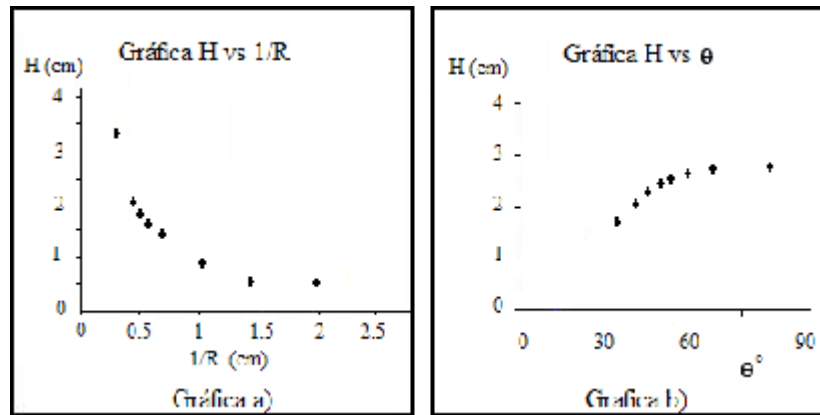 Gráfica H vs 1/R
H (cm)
4
3
2
1
0
0 0.5 1 1.5 2 2.5
1/R (cm)
Gráfica a)
Gráfica H vs θ
H (cm)
4
3
2
1
0
0 30 60 90
θ°
Grafica b)